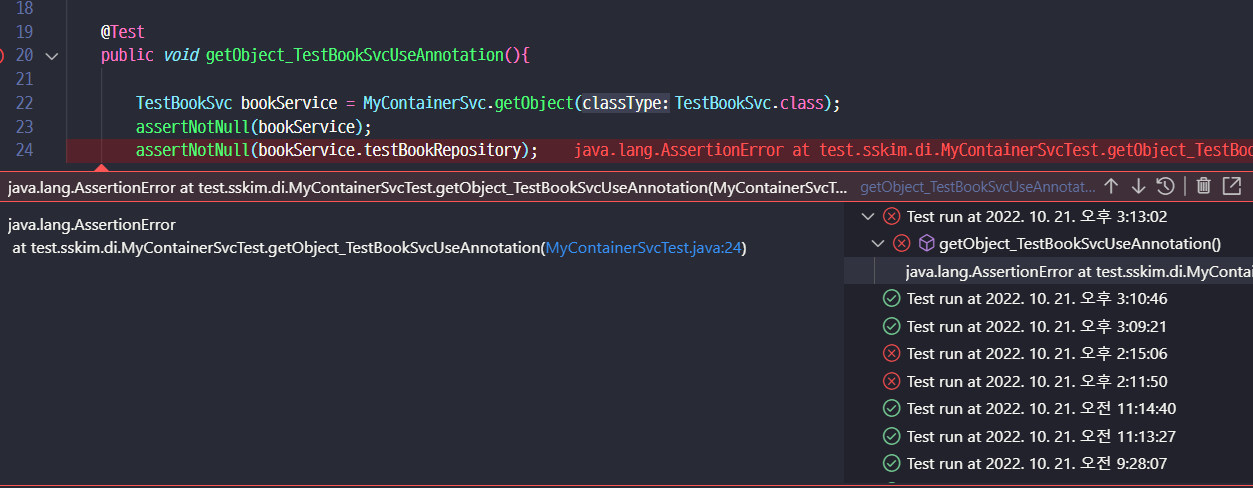 18
19 @Test
20 public void getObject_TestBookSvcUseAnnotation(){
21
22 TestBookSvc bookService = MyContainerSvc.getObject(classType: TestBookSvc.class);
23 assertNotNull(bookService);
24 assertNotNull(bookService.testBookRepository); java.lang.AssertionError at test.sskim.di.MyContainerSvcTest.getObject_TestBoo
java.lang.AssertionError at test.sskim.di.MyContainerSvcTest.getObject_TestBookSvcUseAnnotation(MyContainerSvcT... getObject_TestBookSvcUseAnnotat...
java.lang.AssertionError
at test.sskim.di.MyContainerSvcTest.getObject_TestBookSvcUseAnnotation(MyContainerSvcTest.java:24)
Test run at 2022. 10. 21. 오후 3:13:02
getObject_TestBookSvcUseAnnotation()
java.lang.AssertionError at test.sskim.di.MyContai
Test run at 2022. 10. 21. 오후 3:10:46
Test run at 2022. 10. 21. 오후 3:09:21
Test run at 2022. 10. 21. 오후 2:15:06
Test run at 2022. 10. 21. 오후 2:11:50
Test run at 2022. 10. 21. 오전 11:14:40
Test run at 2022. 10. 21. 오전 11:13:27
Test run at 2022. 10. 21. 오전 9:28:07